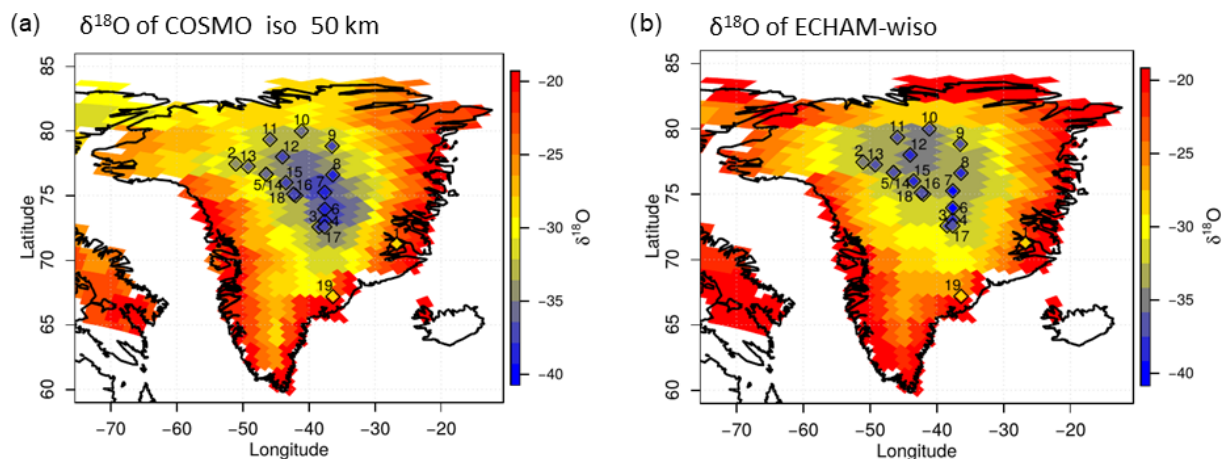 (a) δ18O of COSMO iso 50 km
85
80
75
70
65
60
Latitude
−70 −60 −50 −40 −30 −20
Longitude
11 10 9
2 13 12 8
5/14 15 7
18 16 6
3 4
17
1
19
−20
−25
−30
−35
−40
δ18O
(b) δ18O of ECHAM-wiso
85
80
75
70
65
60
Latitude
−70 −60 −50 −40 −30 −20
Longitude
11 10 9
2 13 12 8
5/14 15 7
18 16 6
3 4
17
1
19
−20
−25
−30
−35
−40
δ18O